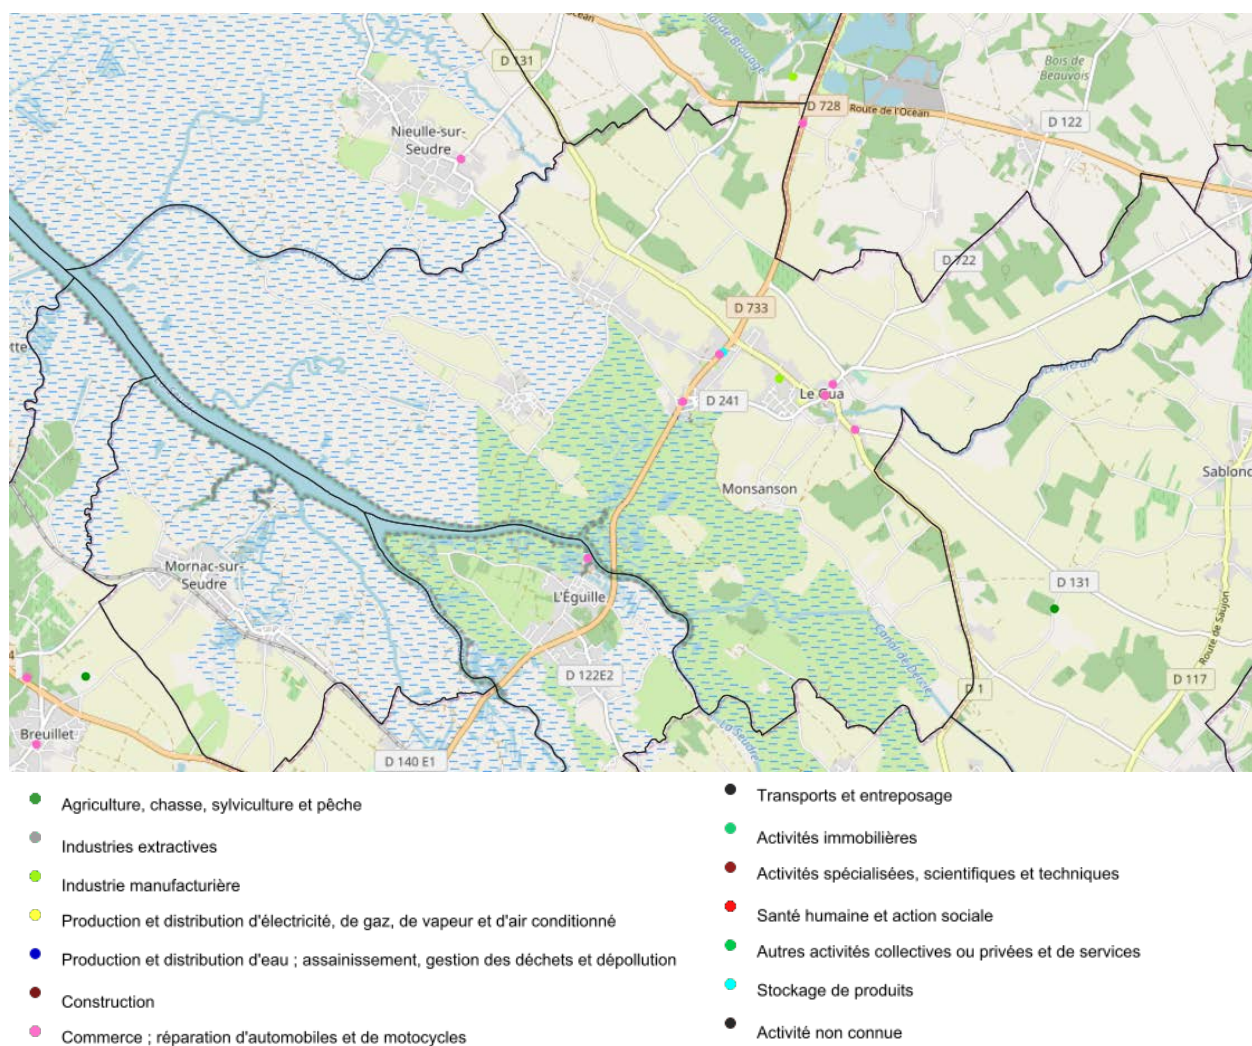 Océan
Canal de Brouage
D 131
Bois de
Beauvois
D 728
Route de l'Océan
D 122
Nieulle-sur-
Seudre
D 722
D 733
D 241
Le Gua
Sablonc
Monsanson
Mornac-sur-
Seudre
D 131
L'Éguille
Route de Saujon
D 122E2
D 1
D 117
La Seudre
Breuillet
D 140 E1
Agriculture, chasse, sylviculture et pêche
Industries extractives
Industrie manufacturière
Production et distribution d'électricité, de gaz, de vapeur et d'air conditionné
Production et distribution d'eau ; assainissement, gestion des déchets et dépollution
Construction
Commerce ; réparation d'automobiles et de motocycles
Transports et entreposage
Activités immobilières
Activités spécialisées, scientifiques et techniques
Santé humaine et action sociale
Autres activités collectives ou privées et de services
Stockage de produits
Activité non connue